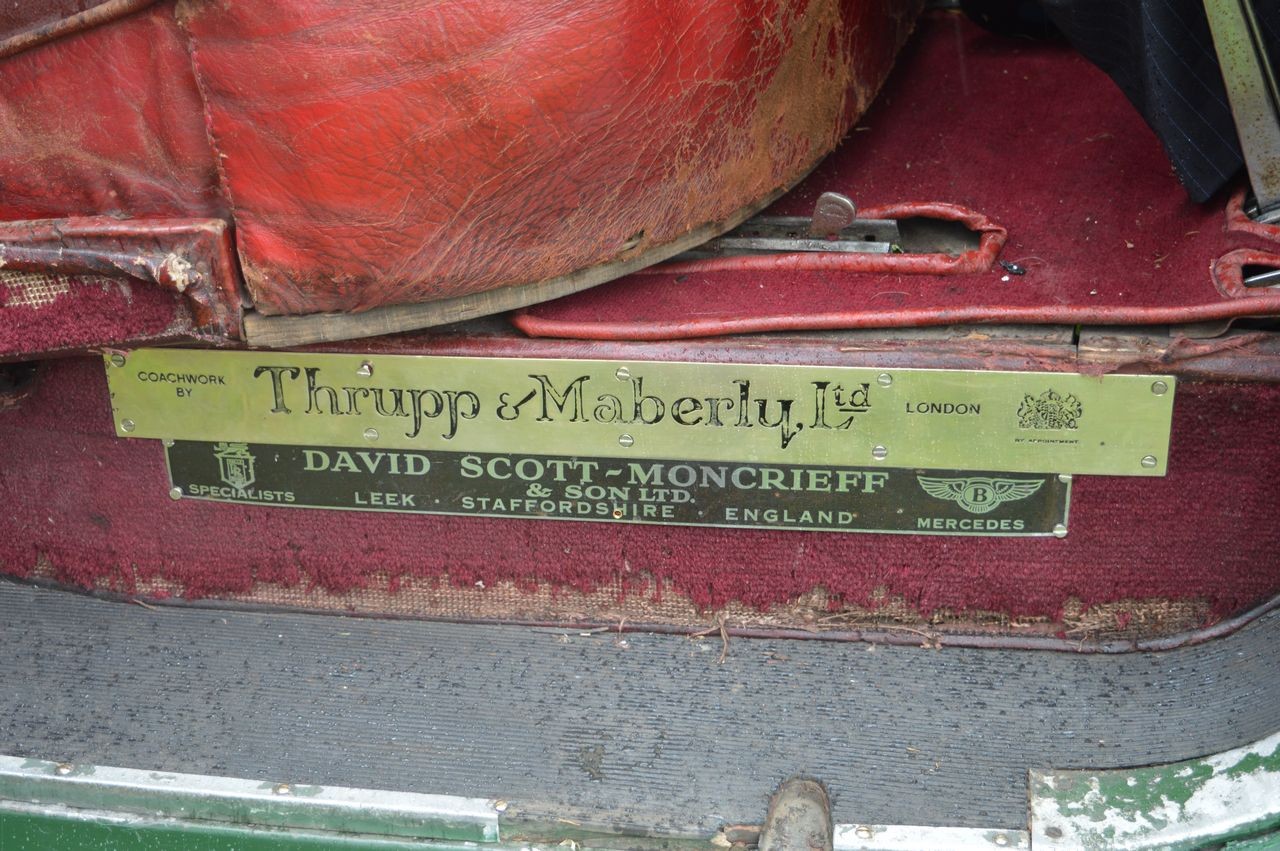 COACHWORK
BY
Thrupp & Maberly, Ltd
LONDON
BY APPOINTMENT
DAVID SCOTT-MONCRIEFF
& SON LTD.
SPECIALISTS
LEEK · STAFFORDSHIRE · ENGLAND
B
MERCEDES